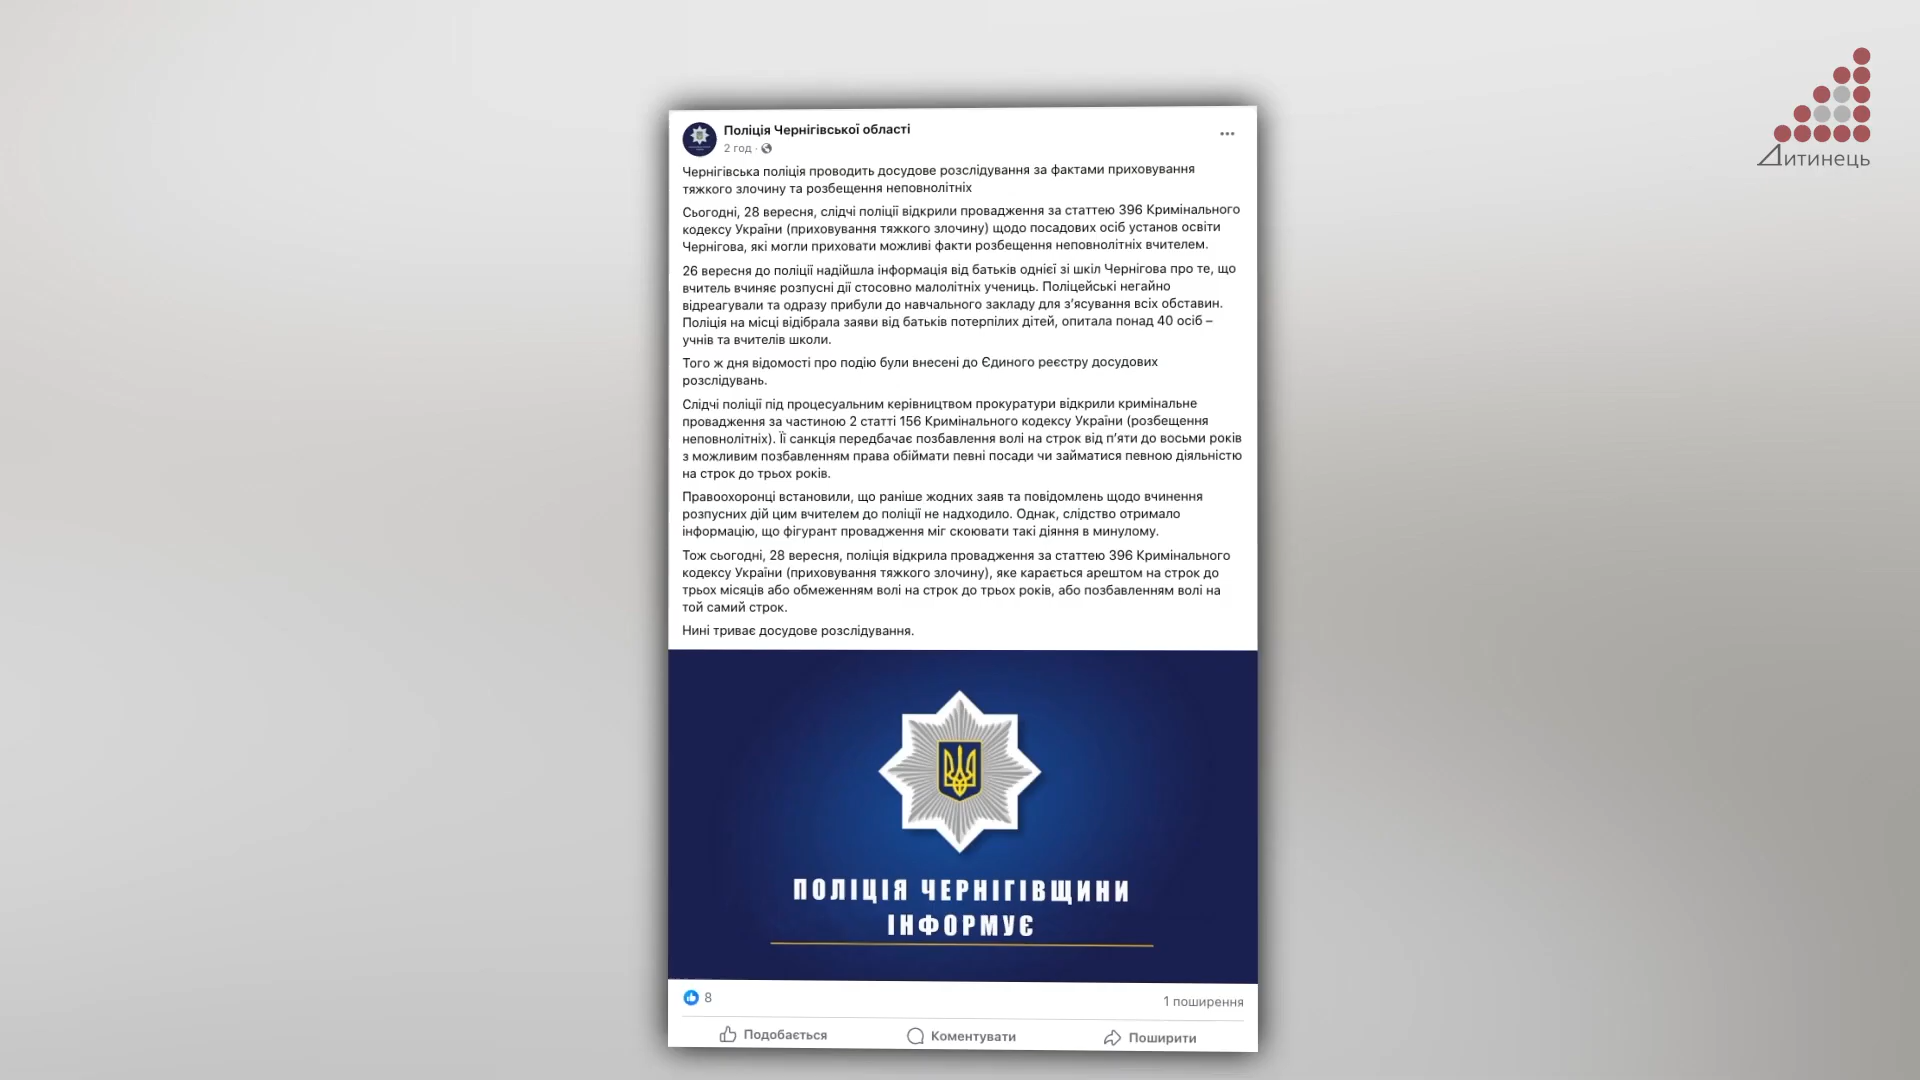 Дитинець
Поліція Чернігівської області
2 год ·
Чернігівська поліція проводить досудове розслідування за фактами приховування
тяжкого злочину та розбещення неповнолітніх
Сьогодні, 28 вересня, слідчі поліції відкрили провадження за статтею 396 Кримінального
кодексу України (приховування тяжкого злочину) щодо посадових осіб установ освіти
Чернігова, які могли приховати можливі факти розбещення неповнолітніх вчителем.
26 вересня до поліції надійшла інформація від батьків однієї зі шкіл Чернігова про те, що
вчитель вчиняє розпусні дії стосовно малолітніх учениць. Поліцейські негайно
відреагували та одразу прибули до навчального закладу для з’ясування всіх обставин.
Поліція на місці відібрала заяви від батьків потерпілих дітей, опитала понад 40 осіб –
учнів та вчителів школи.
Того ж дня відомості про подію були внесені до Єдиного реєстру досудових
розслідувань.
Слідчі поліції під процесуальним керівництвом прокуратури відкрили кримінальне
провадження за частиною 2 статті 156 Кримінального кодексу України (розбещення
неповнолітніх). Її санкція передбачає позбавлення волі на строк від п’яти до восьми років
з можливим позбавленням права обіймати певні посади чи займатися певною діяльністю
на строк до трьох років.
Правоохоронці встановили, що раніше жодних заяв та повідомлень щодо вчинення
розпусних дій цим вчителем до поліції не надходило. Однак, слідство отримало
інформацію, що фігурант провадження міг скоювати такі діяння в минулому.
Тож сьогодні, 28 вересня, поліція відкрила провадження за статтею 396 Кримінального
кодексу України (приховування тяжкого злочину), яке карається арештом на строк до
трьох місяців або обмеженням волі на строк до трьох років, або позбавленням волі на
той самий строк.
Нині триває досудове розслідування.
ПОЛІЦІЯ ЧЕРНІГІВЩИНИ
ІНФОРМУЄ
8
1 поширення
Подобається
Коментувати
Поширити